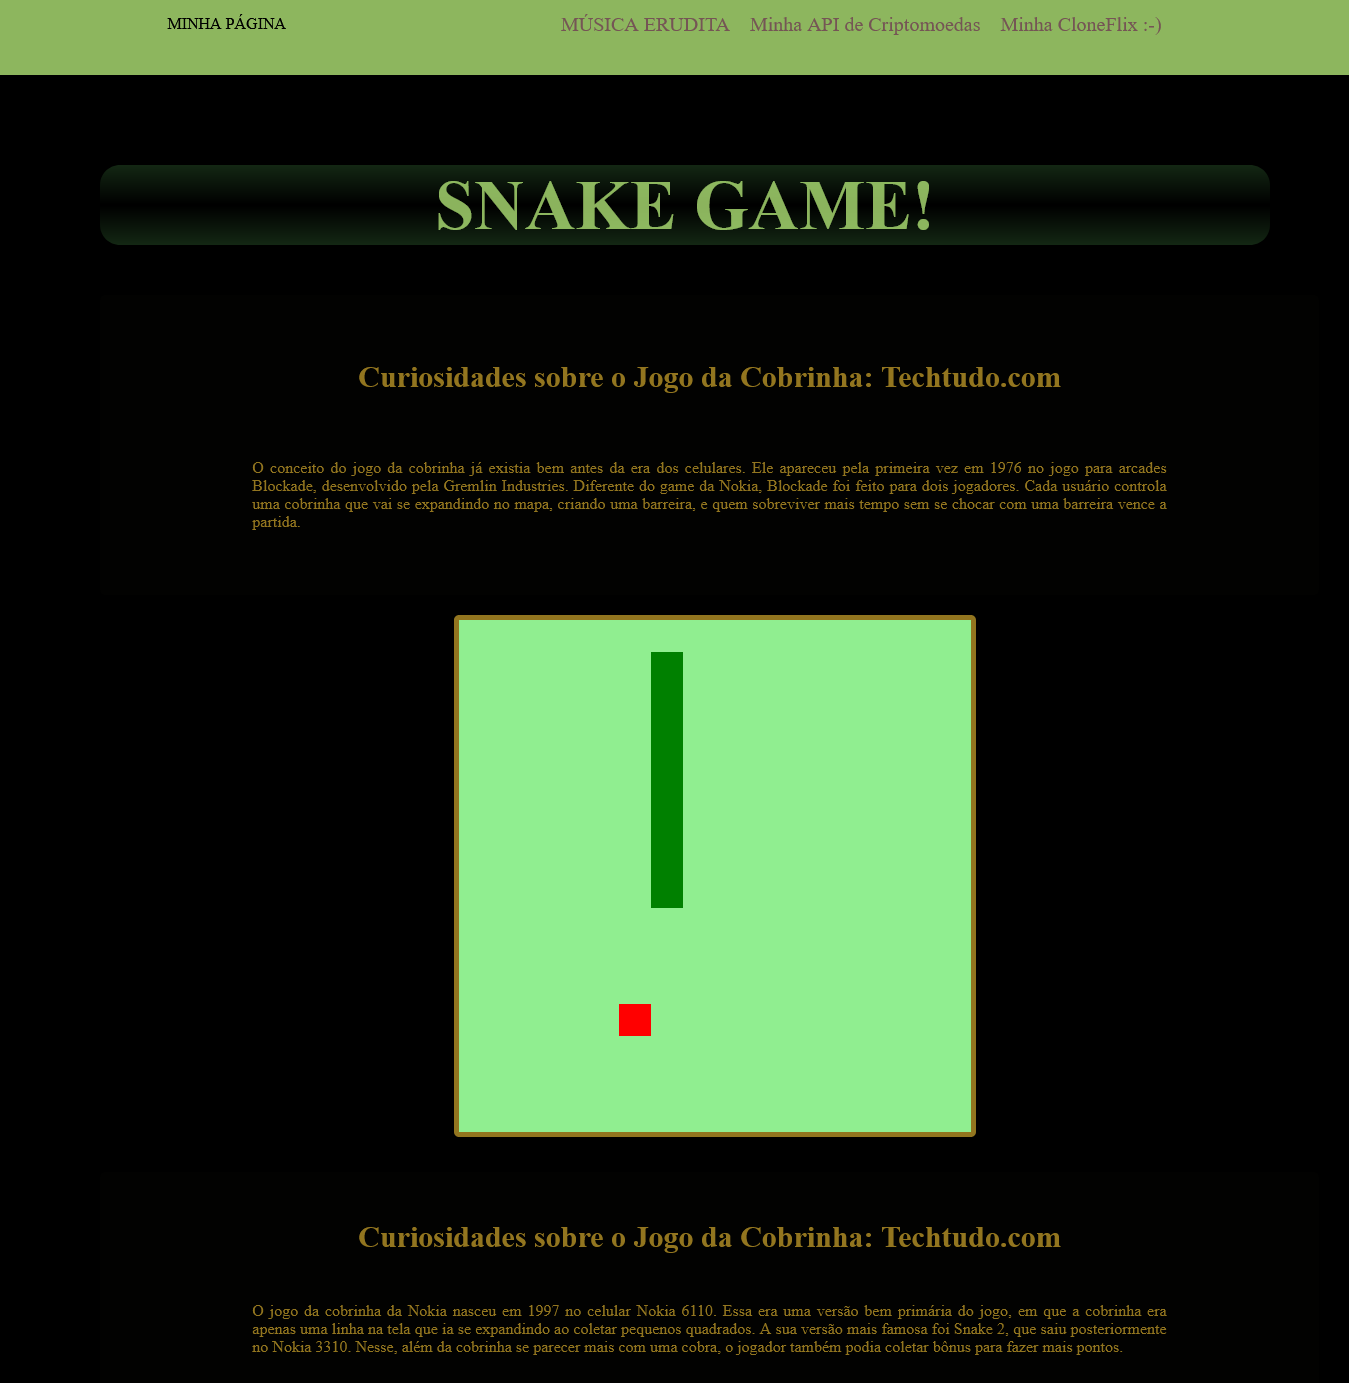 MINHA PÁGINA
MÚSICA ERUDITA Minha API de Criptomoedas Minha CloneFlix :-)
SNAKE GAME!
Curiosidades sobre o Jogo da Cobrinha: Techtudo.com
O conceito do jogo da cobrinha já existia bem antes da era dos celulares. Ele apareceu pela primeira vez em 1976 no jogo para arcades
Blockade, desenvolvido pela Gremlin Industries. Diferente do game da Nokia, Blockade foi feito para dois jogadores. Cada usuário controla
uma cobrinha que vai se expandindo no mapa, criando uma barreira, e quem sobreviver mais tempo sem se chocar com uma barreira vence a
partida.
Curiosidades sobre o Jogo da Cobrinha: Techtudo.com
O jogo da cobrinha da Nokia nasceu em 1997 no celular Nokia 6110. Essa era uma versão bem primária do jogo, em que a cobrinha era
apenas uma linha na tela que ia se expandindo ao coletar pequenos quadrados. A sua versão mais famosa foi Snake 2, que saiu posteriormente
no Nokia 3310. Nesse, além da cobrinha se parecer mais com uma cobra, o jogador também podia coletar bônus para fazer mais pontos.